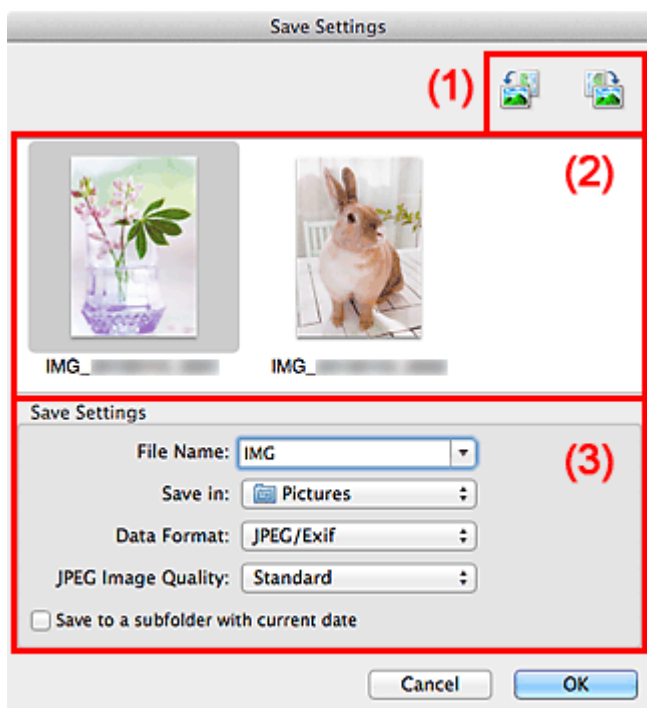 Save Settings
(1)
(2)
IMG_
IMG_
Save Settings
(3)
File Name: IMG
Save in: Pictures
Data Format: JPEG/Exif
JPEG Image Quality: Standard
Save to a subfolder with current date
Cancel OK